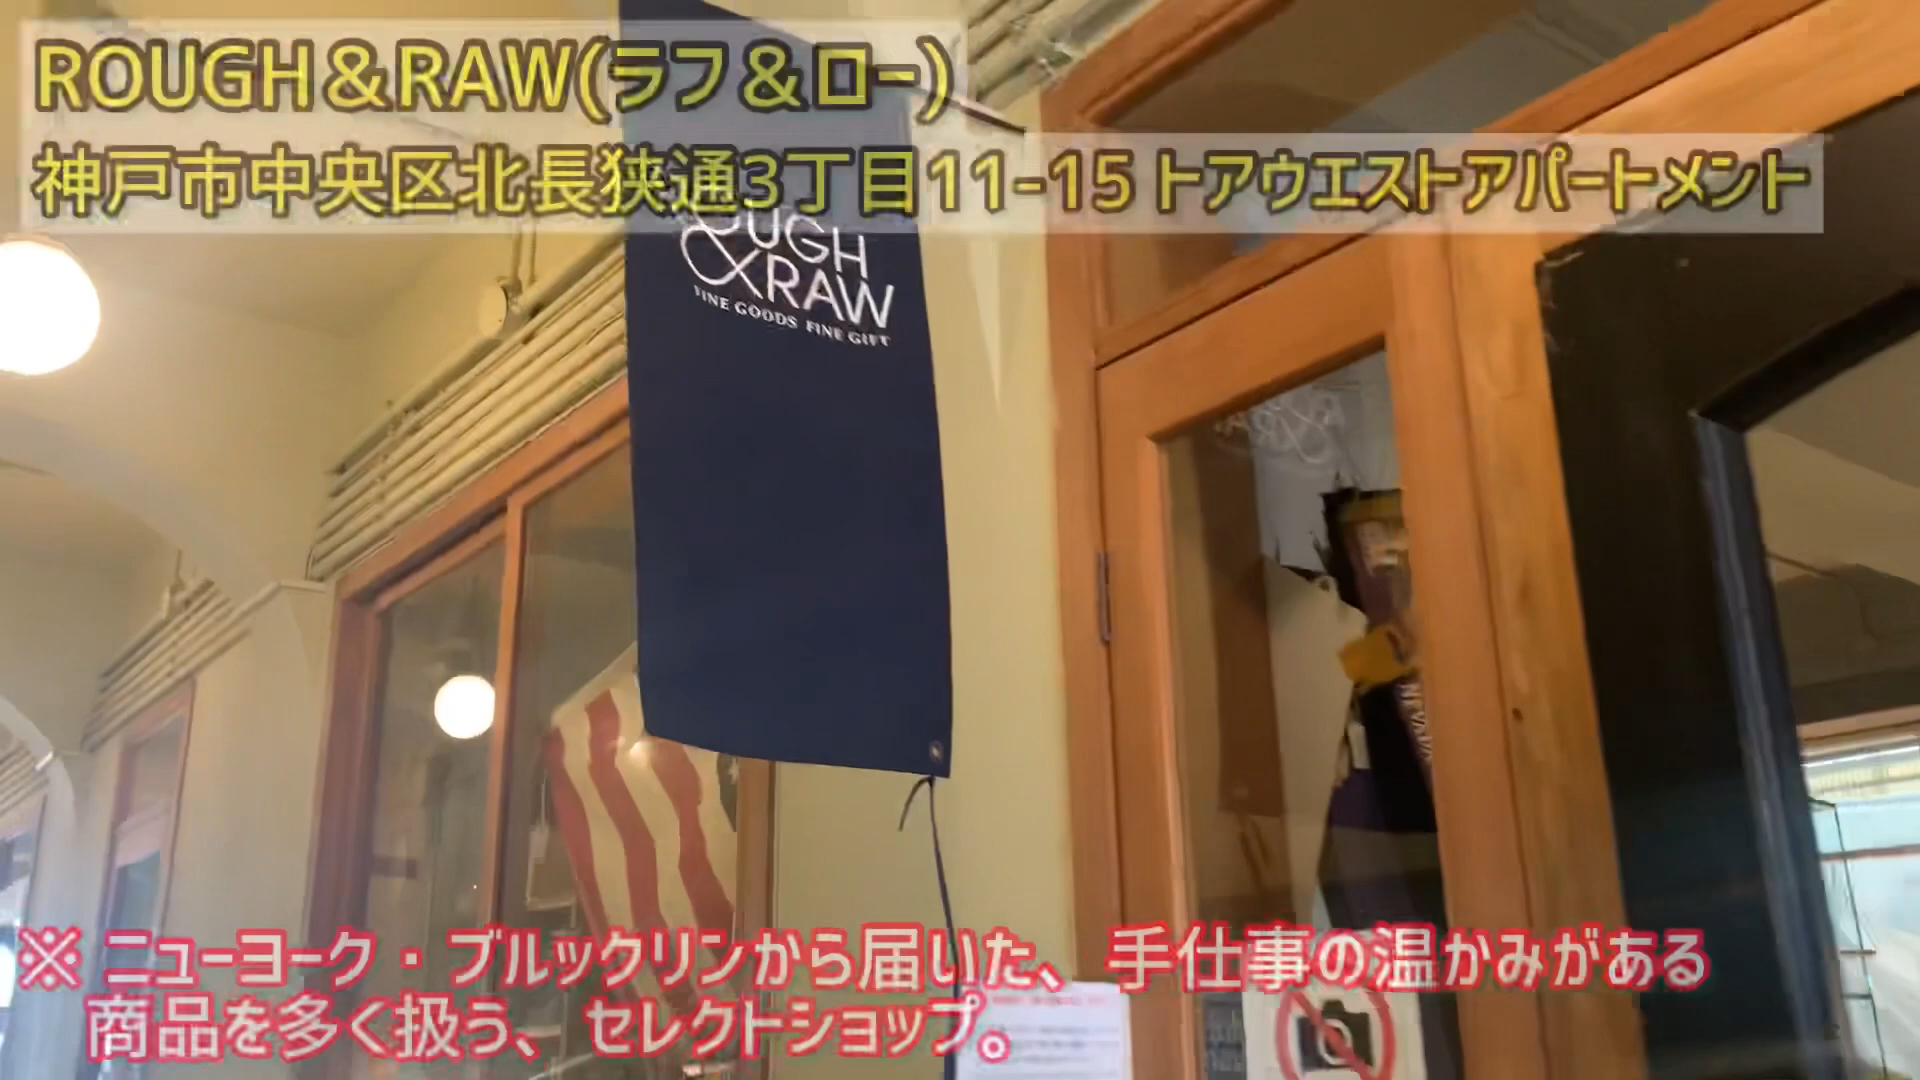 ROUGH＆RAW(ラフ＆ロー)
神戸市中央区北長狭通3丁目11-15 トアウエストアパートメント
ROUGH
&RAW
FINE GOODS FINE GIFT
NEVADA
※ ニューヨーク・ブルックリンから届いた、手仕事の温かみがある
商品を多く扱う、セレクトショップ。